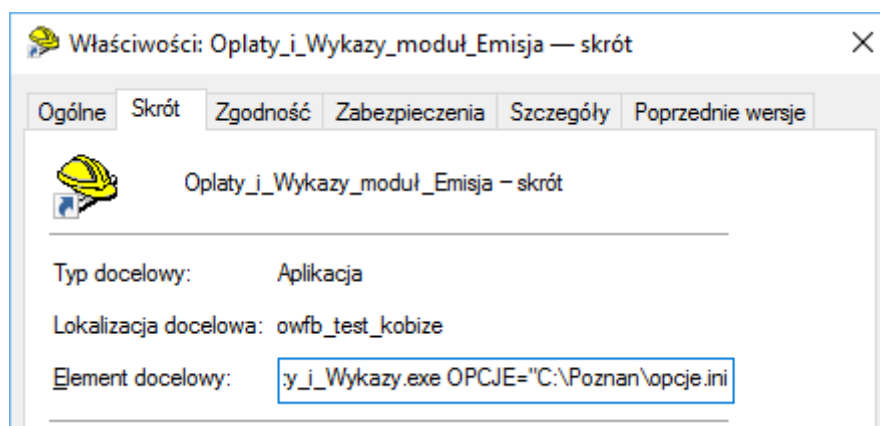 Właściwości: Oplaty_i_Wykazy_moduł_Emisja — skrót
Ogólne Skrót Zgodność Zabezpieczenia Szczegóły Poprzednie wersje
Oplaty_i_Wykazy_moduł_Emisja – skrót
Typ docelowy: Aplikacja
Lokalizacja docelowa: owfb_test_kobize
Element docelowy: :y_i_Wykazy.exe OPCJE="C:\Poznan\opcje.ini